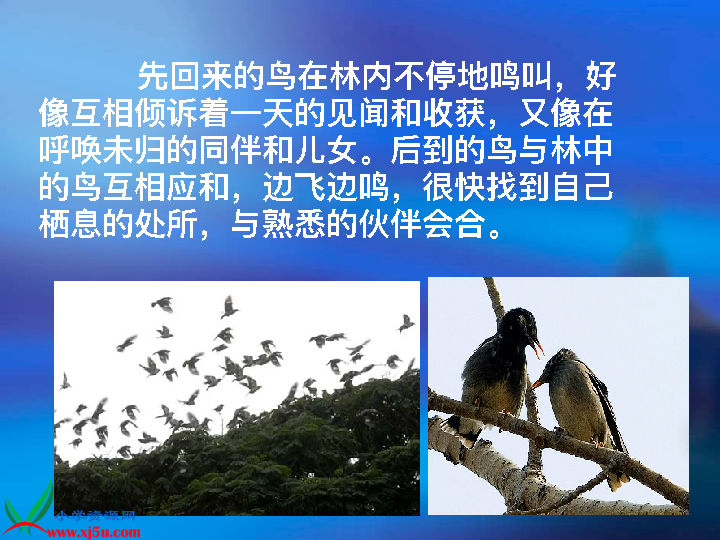 先回来的鸟在林内不停地鸣叫，好
像互相倾诉着一天的见闻和收获，又像在
呼唤未归的同伴和儿女。后到的鸟与林中
的鸟互相应和，边飞边鸣，很快找到自己
栖息的处所，与熟悉的伙伴会合。
小学资源网
www.xj5u.com